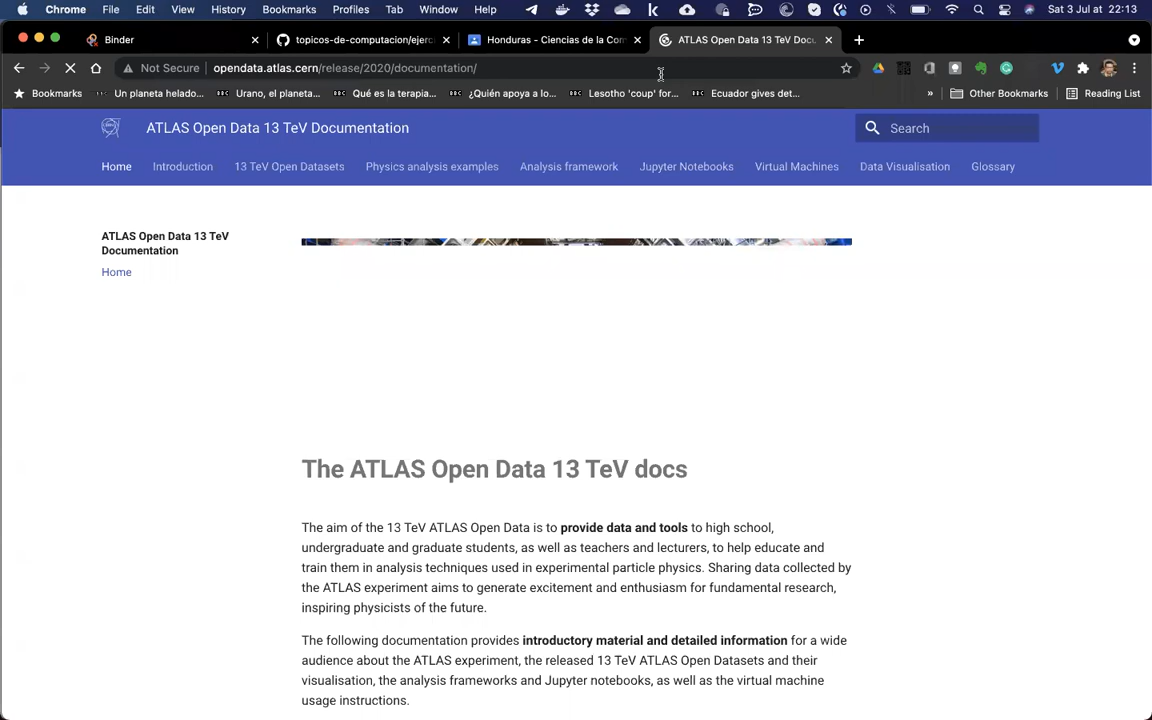 Chrome File Edit View History Bookmarks Profiles Tab Window Help Sat 3 Jul at 22:13
Binder topicos-de-computacion/ejerc Honduras - Ciencias de la Com ATLAS Open Data 13 TeV Docu
Not Secure opendata.atlas.cern/release/2020/documentation/
Bookmarks Un planeta helado... Urano, el planeta... Qué es la terapia... ¿Quién apoya a lo... Lesotho 'coup' for... Ecuador gives det... » Other Bookmarks Reading List
ATLAS Open Data 13 TeV Documentation Search
Home Introduction 13 TeV Open Datasets Physics analysis examples Analysis framework Jupyter Notebooks Virtual Machines Data Visualisation Glossary
ATLAS Open Data 13 TeV
Documentation
Home
The ATLAS Open Data 13 TeV docs
The aim of the 13 TeV ATLAS Open Data is to provide data and tools to high school,
undergraduate and graduate students, as well as teachers and lecturers, to help educate and
train them in analysis techniques used in experimental particle physics. Sharing data collected by
the ATLAS experiment aims to generate excitement and enthusiasm for fundamental research,
inspiring physicists of the future.
The following documentation provides introductory material and detailed information for a wide
audience about the ATLAS experiment, the released 13 TeV ATLAS Open Datasets and their
visualisation, the analysis frameworks and Jupyter notebooks, as well as the virtual machine
usage instructions.